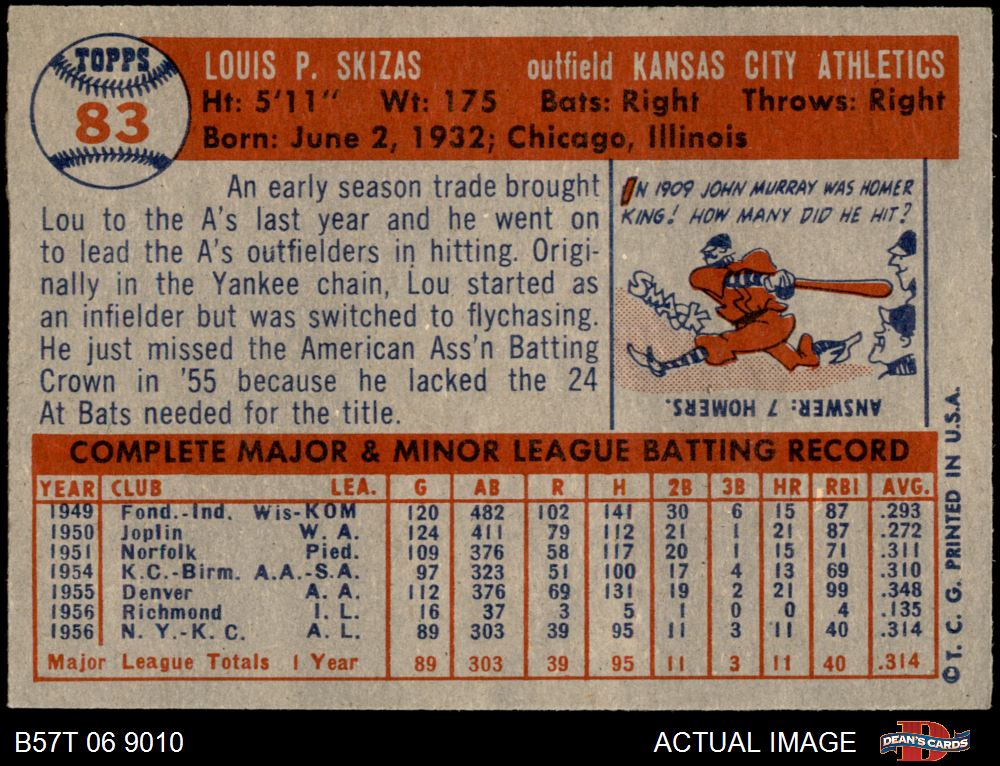 TOPPS
83
LOUIS P. SKIZAS outfield KANSAS CITY ATHLETICS
Ht: 5'11" Wt: 175 Bats: Right Throws: Right
Born: June 2, 1932; Chicago, Illinois
An early season trade brought
Lou to the A's last year and he went on
to lead the A's outfielders in hitting. Origi-
nally in the Yankee chain, Lou started as
an infielder but was switched to flychasing.
He just missed the American Ass'n Batting
Crown in '55 because he lacked the 24
At Bats needed for the title.
IN 1909 JOHN MURRAY WAS HOMER
KING! HOW MANY DID HE HIT?
SMACK
ANSWER: 7 HOMERS.
COMPLETE MAJOR & MINOR LEAGUE BATTING RECORD
YEAR CLUB LEA. G AB R H 2B 3B HR RBI AVG.
1949 Fond.-Ind. Wis-KOM 120 482 102 141 30 6 15 87 .293
1950 Joplin W. A. 124 411 79 112 21 1 21 87 .272
1951 Norfolk Pied. 109 376 58 117 20 1 15 71 .311
1954 K.C.-Birm. A.A.-S.A. 97 323 51 100 17 4 13 69 .310
1955 Denver A. A. 112 376 69 131 19 2 21 99 .348
1956 Richmond I. L. 16 37 3 5 1 0 0 4 .135
1956 N. Y.-K. C. A. L. 89 303 39 95 11 3 11 40 .314
Major League Totals 1 Year 89 303 39 95 11 3 11 40 .314
© T. C. G. PRINTED IN U.S.A.
B57T 06 9010
ACTUAL IMAGE
D
DEAN'S CARDS